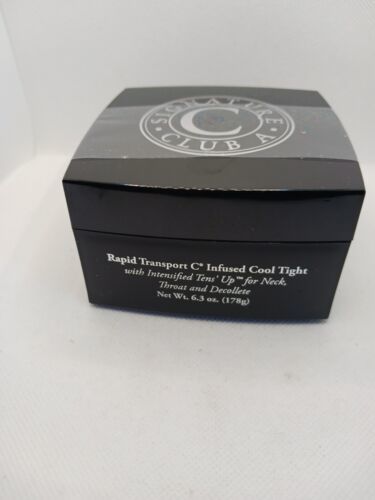 SIGNATURE
C
CLUB A
Rapid Transport C® Infused Cool Tight
with Intensified Tens' Up™ for Neck,
Throat and Decollete
Net Wt. 6.3 oz. (178g)